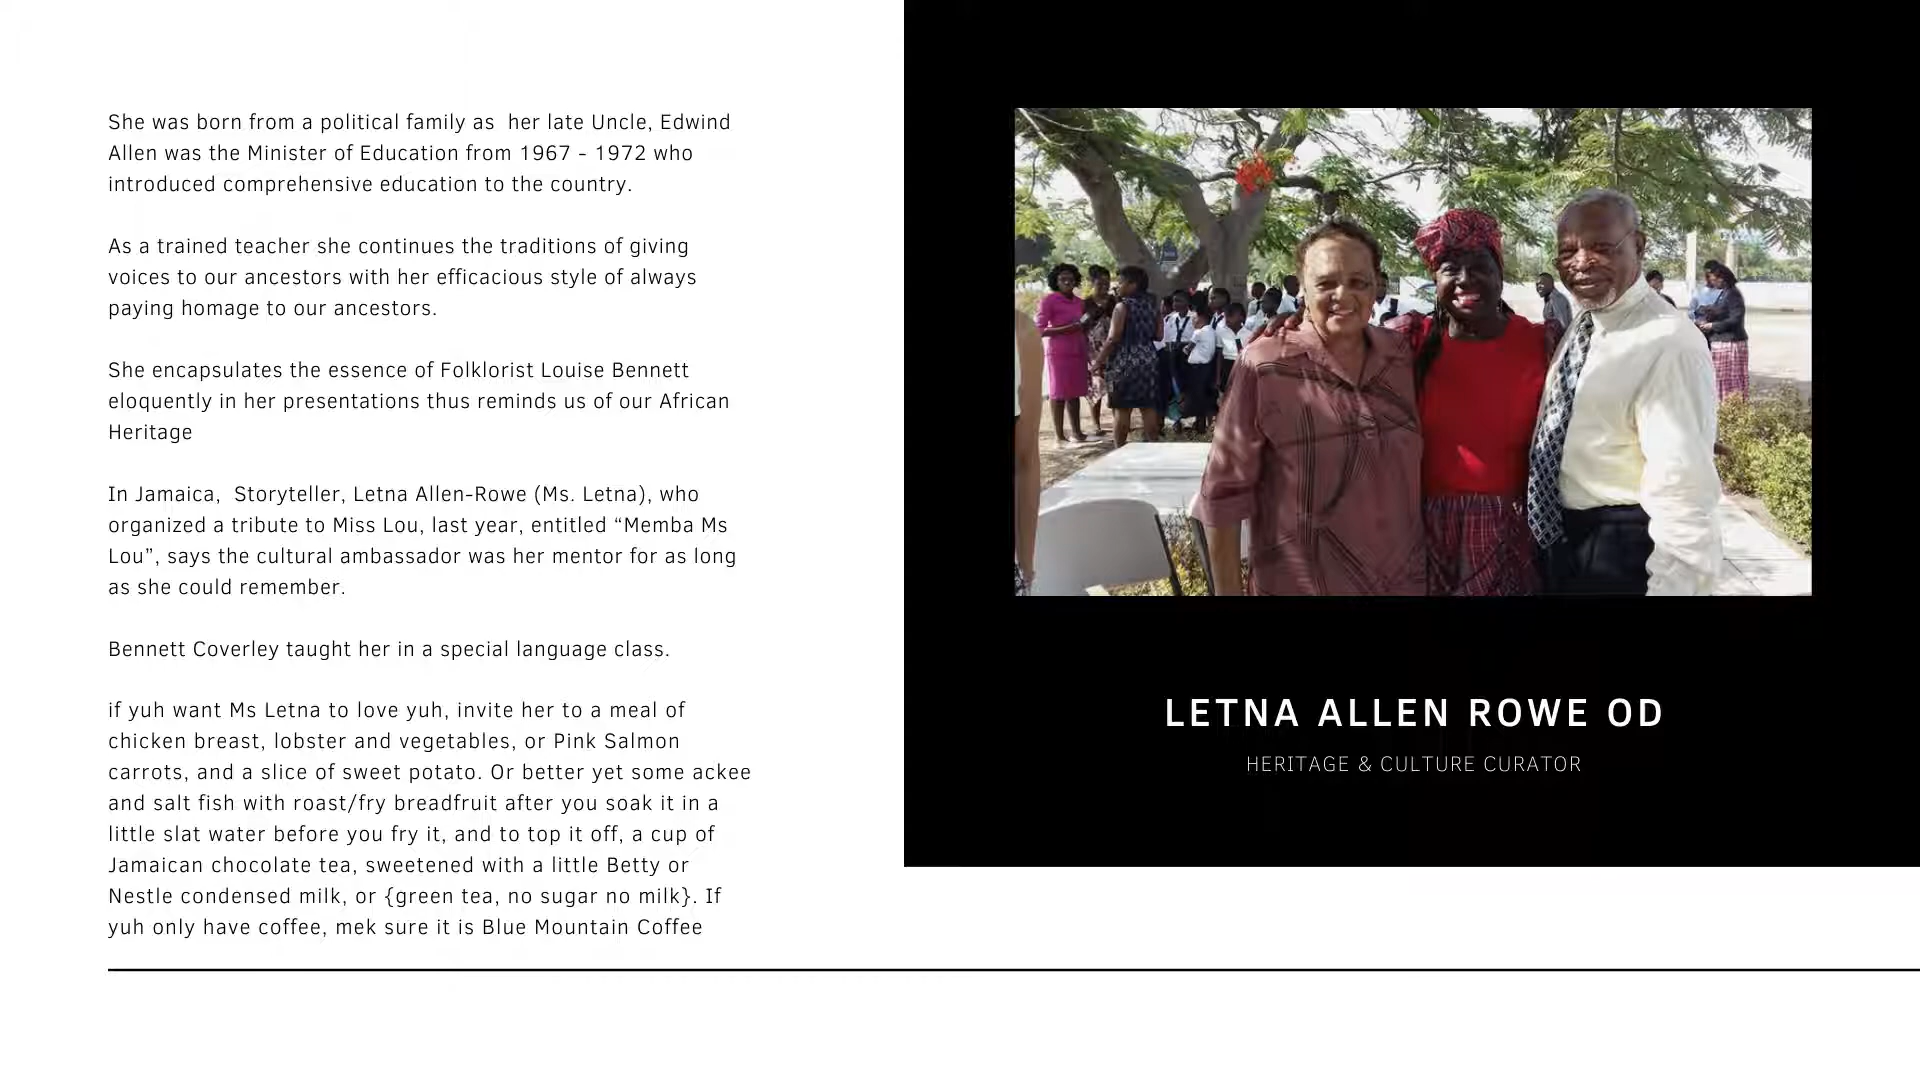 She was born from a political family as  her late Uncle, Edwind
Allen was the Minister of Education from 1967 - 1972 who
introduced comprehensive education to the country.
As a trained teacher she continues the traditions of giving
voices to our ancestors with her efficacious style of always
paying homage to our ancestors.
She encapsulates the essence of Folklorist Louise Bennett
eloquently in her presentations thus reminds us of our African
Heritage
In Jamaica,  Storyteller, Letna Allen-Rowe (Ms. Letna), who
organized a tribute to Miss Lou, last year, entitled “Memba Ms
Lou”, says the cultural ambassador was her mentor for as long
as she could remember.
Bennett Coverley taught her in a special language class.
if yuh want Ms Letna to love yuh, invite her to a meal of
chicken breast, lobster and vegetables, or Pink Salmon
carrots, and a slice of sweet potato. Or better yet some ackee
and salt fish with roast/fry breadfruit after you soak it in a
little slat water before you fry it, and to top it off, a cup of
Jamaican chocolate tea, sweetened with a little Betty or
Nestle condensed milk, or {green tea, no sugar no milk}. If
yuh only have coffee, mek sure it is Blue Mountain Coffee
LETNA ALLEN ROWE OD
HERITAGE & CULTURE CURATOR